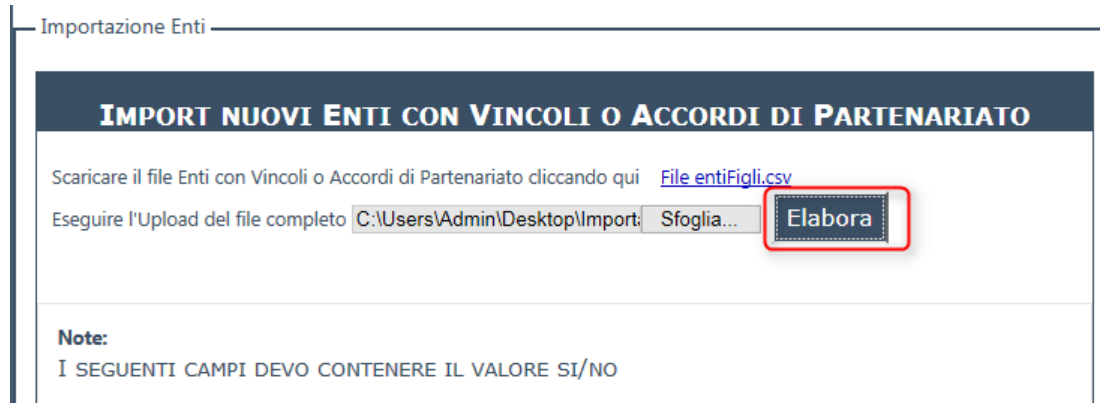 Importazione Enti
Import nuovi Enti con Vincoli o Accordi di Partenariato
Scaricare il file Enti con Vincoli o Accordi di Partenariato cliccando qui File entiFigli.csv
Eseguire l'Upload del file completo C:\Users\Admin\Desktop\Import Sfoglia... Elabora
Note:
I seguenti campi devo contenere il valore si/no